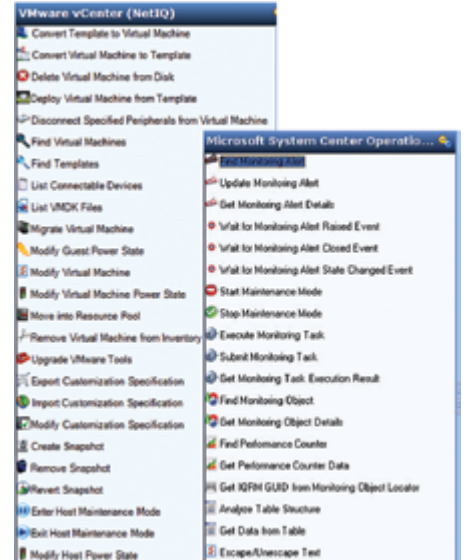 VMware vCenter (NetIQ)
Convert Template to Virtual Machine
Convert Virtual Machine to Template
Delete Virtual Machine from Disk
Deploy Virtual Machine from Template
Disconnect Specified Peripherals from Virtual Machine
Find Virtual Machines
Find Templates
List Connectable Devices
List VMDK Files
Migrate Virtual Machine
Modify Guest Power State
Modify Virtual Machine
Modify Virtual Machine Power State
Move into Resource Pool
Remove Virtual Machine from Inventory
Upgrade VMware Tools
Export Customization Specification
Import Customization Specification
Modify Customization Specification
Create Snapshot
Remove Snapshot
Revert Snapshot
Enter Host Maintenance Mode
Exit Host Maintenance Mode
Modify Host Power State
Microsoft System Center Operatio...
Find Monitoring Alert
Update Monitoring Alert
Get Monitoring Alert Details
Wait for Monitoring Alert Raised Event
Wait for Monitoring Alert Closed Event
Wait for Monitoring Alert State Changed Event
Start Maintenance Mode
Stop Maintenance Mode
Execute Monitoring Task
Submit Monitoring Task
Get Monitoring Task Execution Result
Find Monitoring Object
Get Monitoring Object Details
Find Performance Counter
Get Performance Counter Data
Get IQRM GUID from Monitoring Object Locator
Analyze Table Structure
Get Data from Table
Escape/Unescape Text